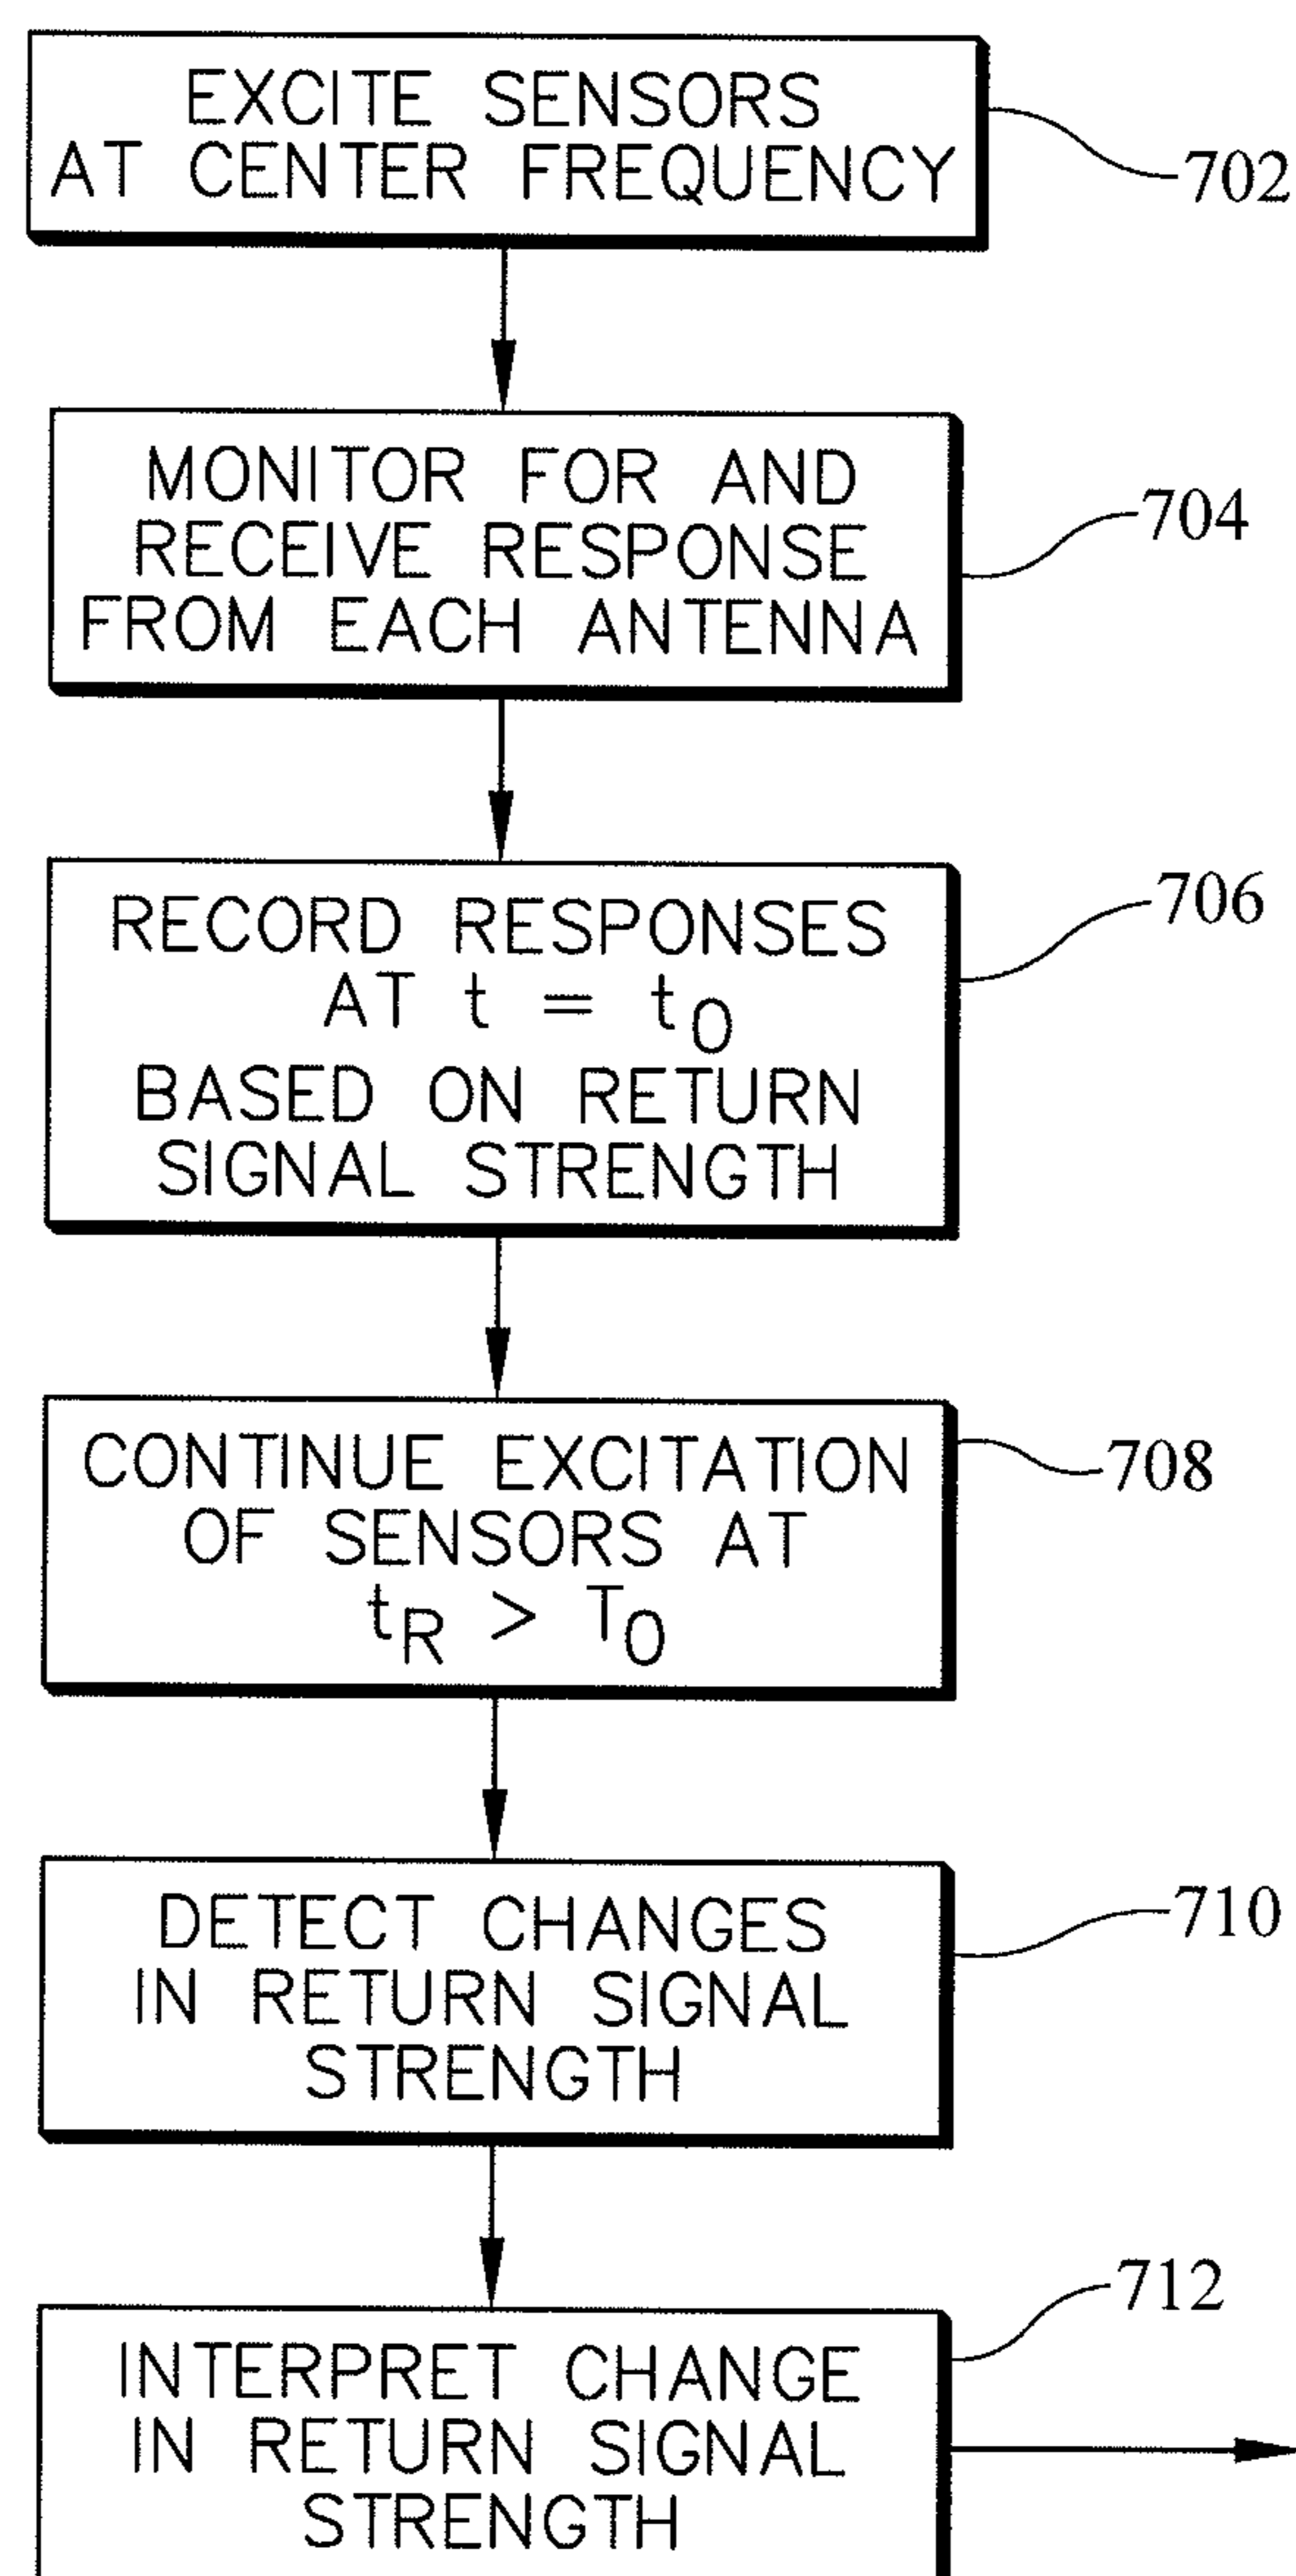 EXCITE SENSORS
AT CENTER FREQUENCY
702
MONITOR FOR AND
RECEIVE RESPONSE
FROM EACH ANTENNA
704
RECORD RESPONSES
AT t = t0
BASED ON RETURN
SIGNAL STRENGTH
706
CONTINUE EXCITATION
OF SENSORS AT
tR > T0
708
DETECT CHANGES
IN RETURN SIGNAL
STRENGTH
710
INTERPRET CHANGE
IN RETURN SIGNAL
STRENGTH
712